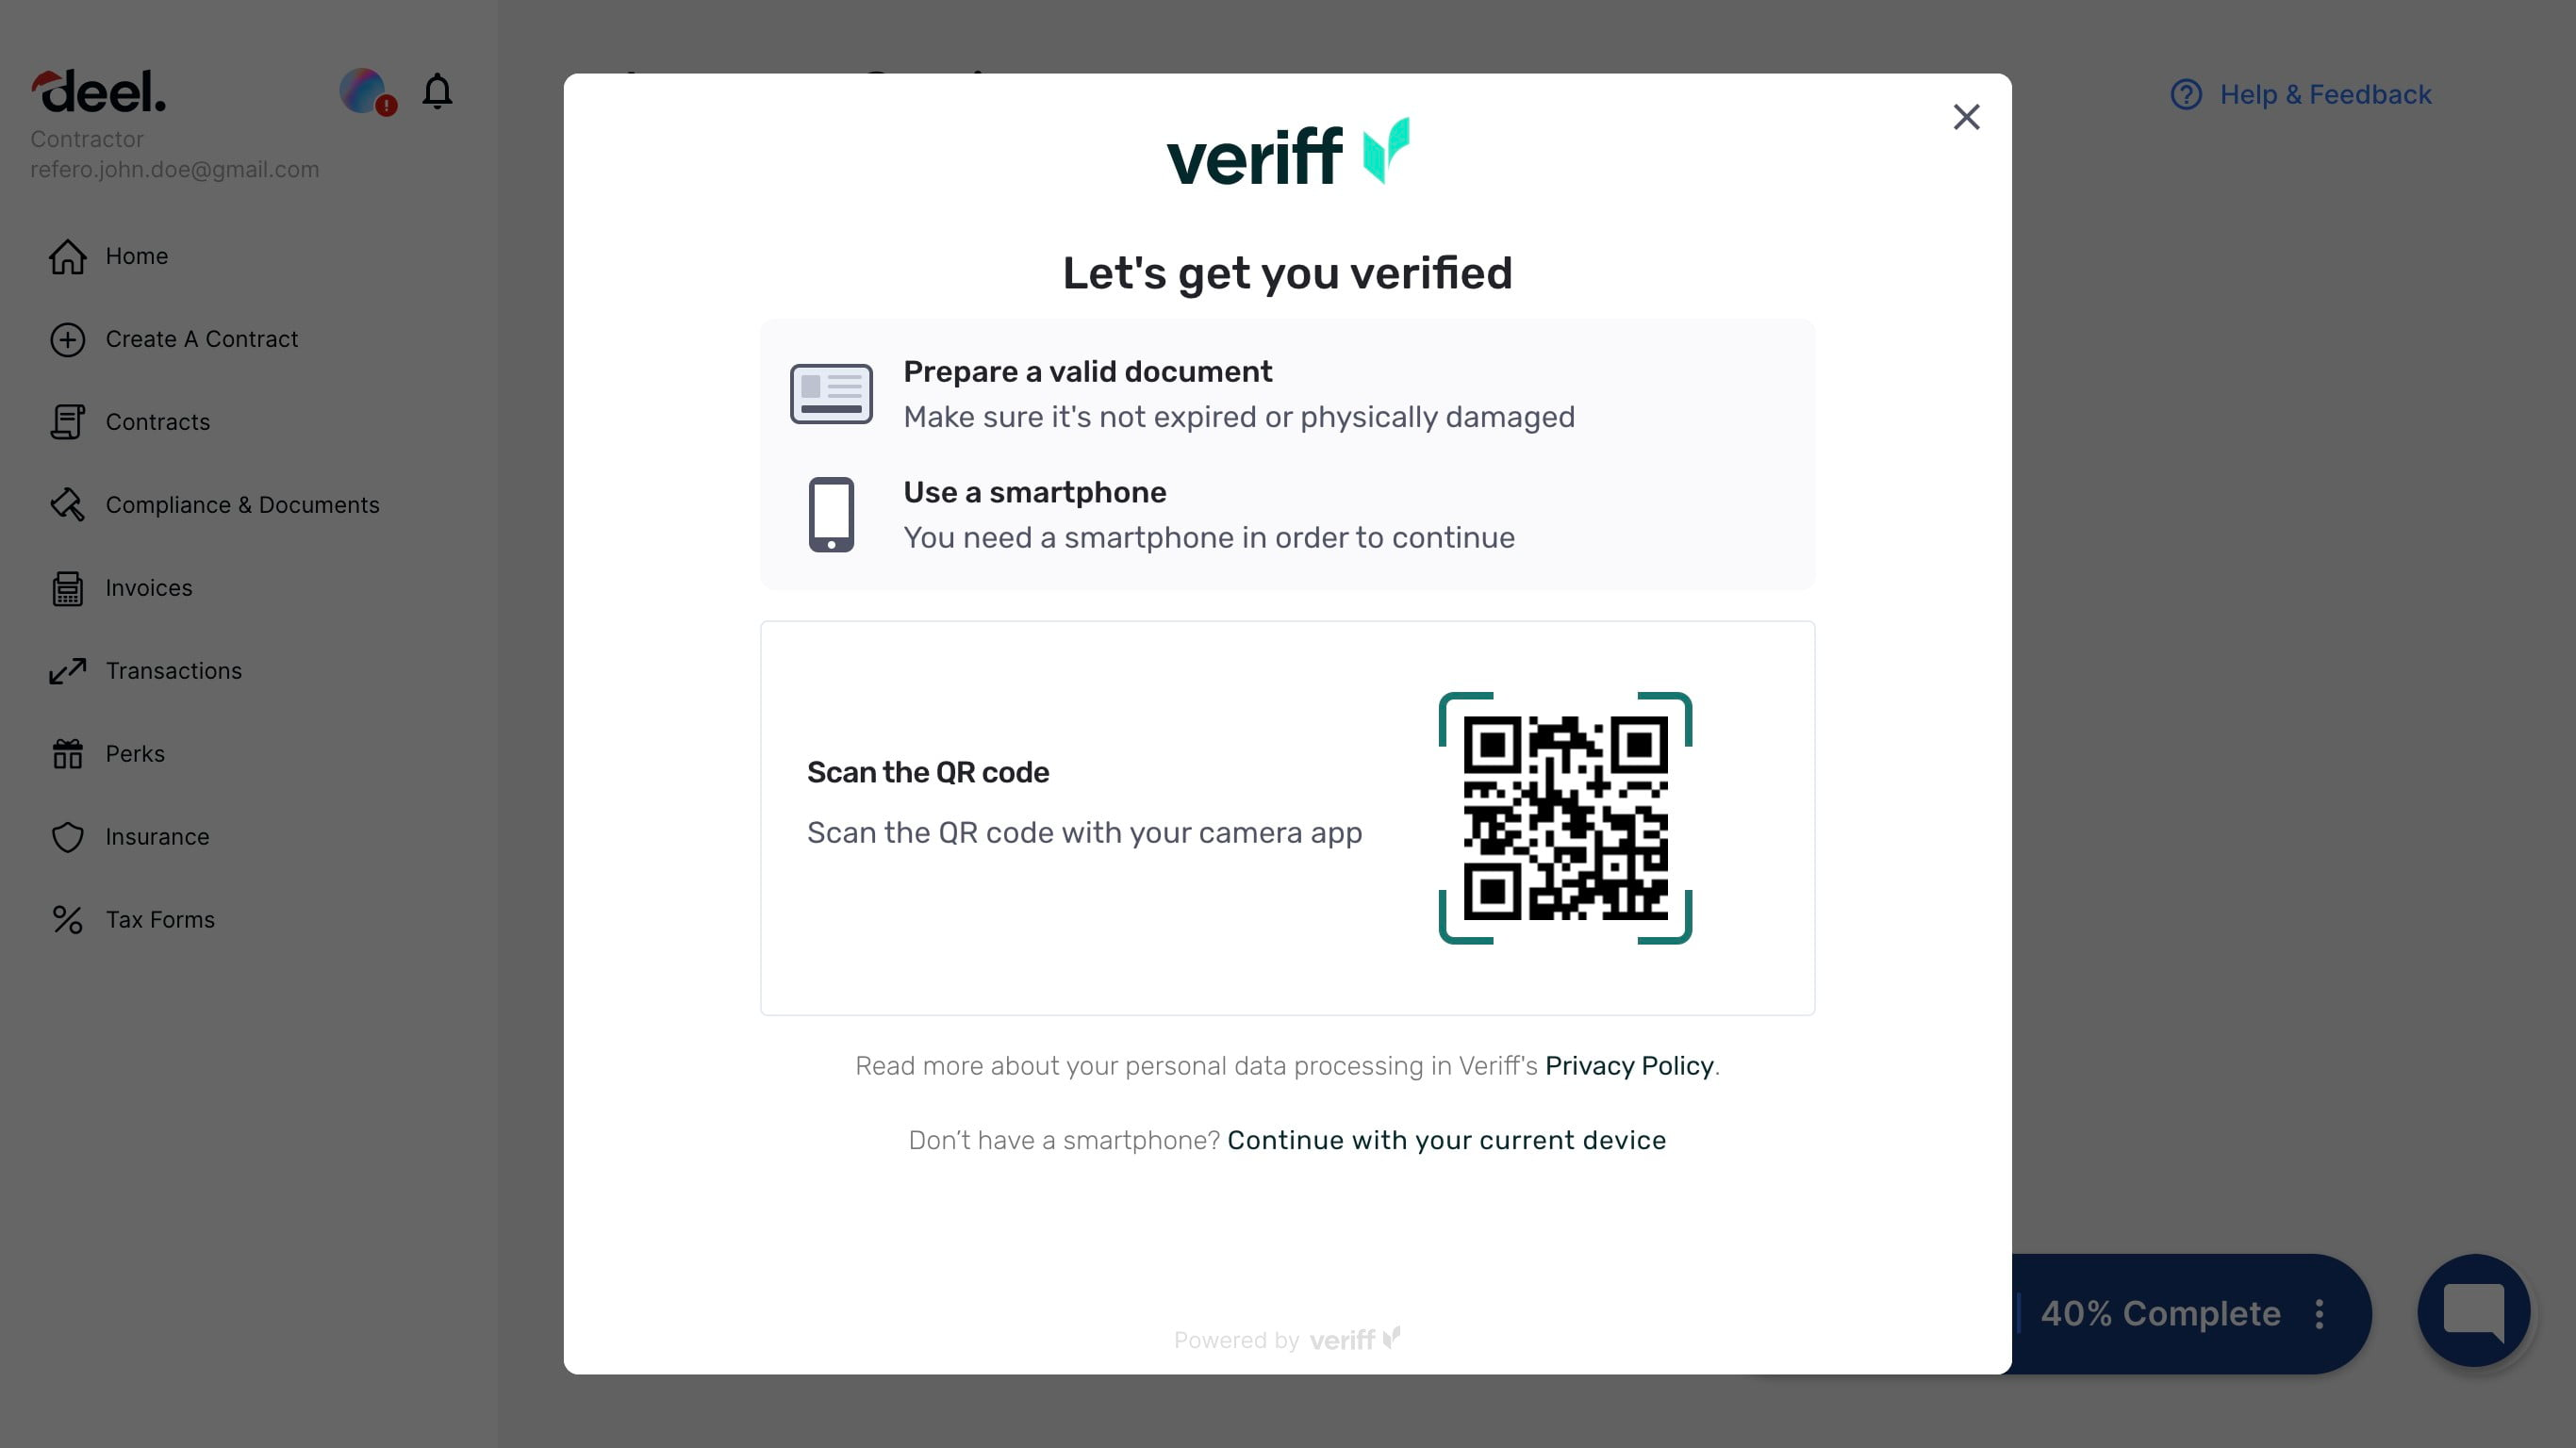 deel.
Contractor
refero.john.doe@gmail.com
Home
Create A Contract
Contracts
Compliance & Documents
Invoices
Transactions
Perks
Insurance
Tax Forms
Help & Feedback
veriff
Let's get you verified
Prepare a valid document
Make sure it's not expired or physically damaged
Use a smartphone
You need a smartphone in order to continue
Scan the QR code
Scan the QR code with your camera app
Read more about your personal data processing in Veriff's Privacy Policy.
Don't have a smartphone? Continue with your current device
Powered by veriff
40% Complete